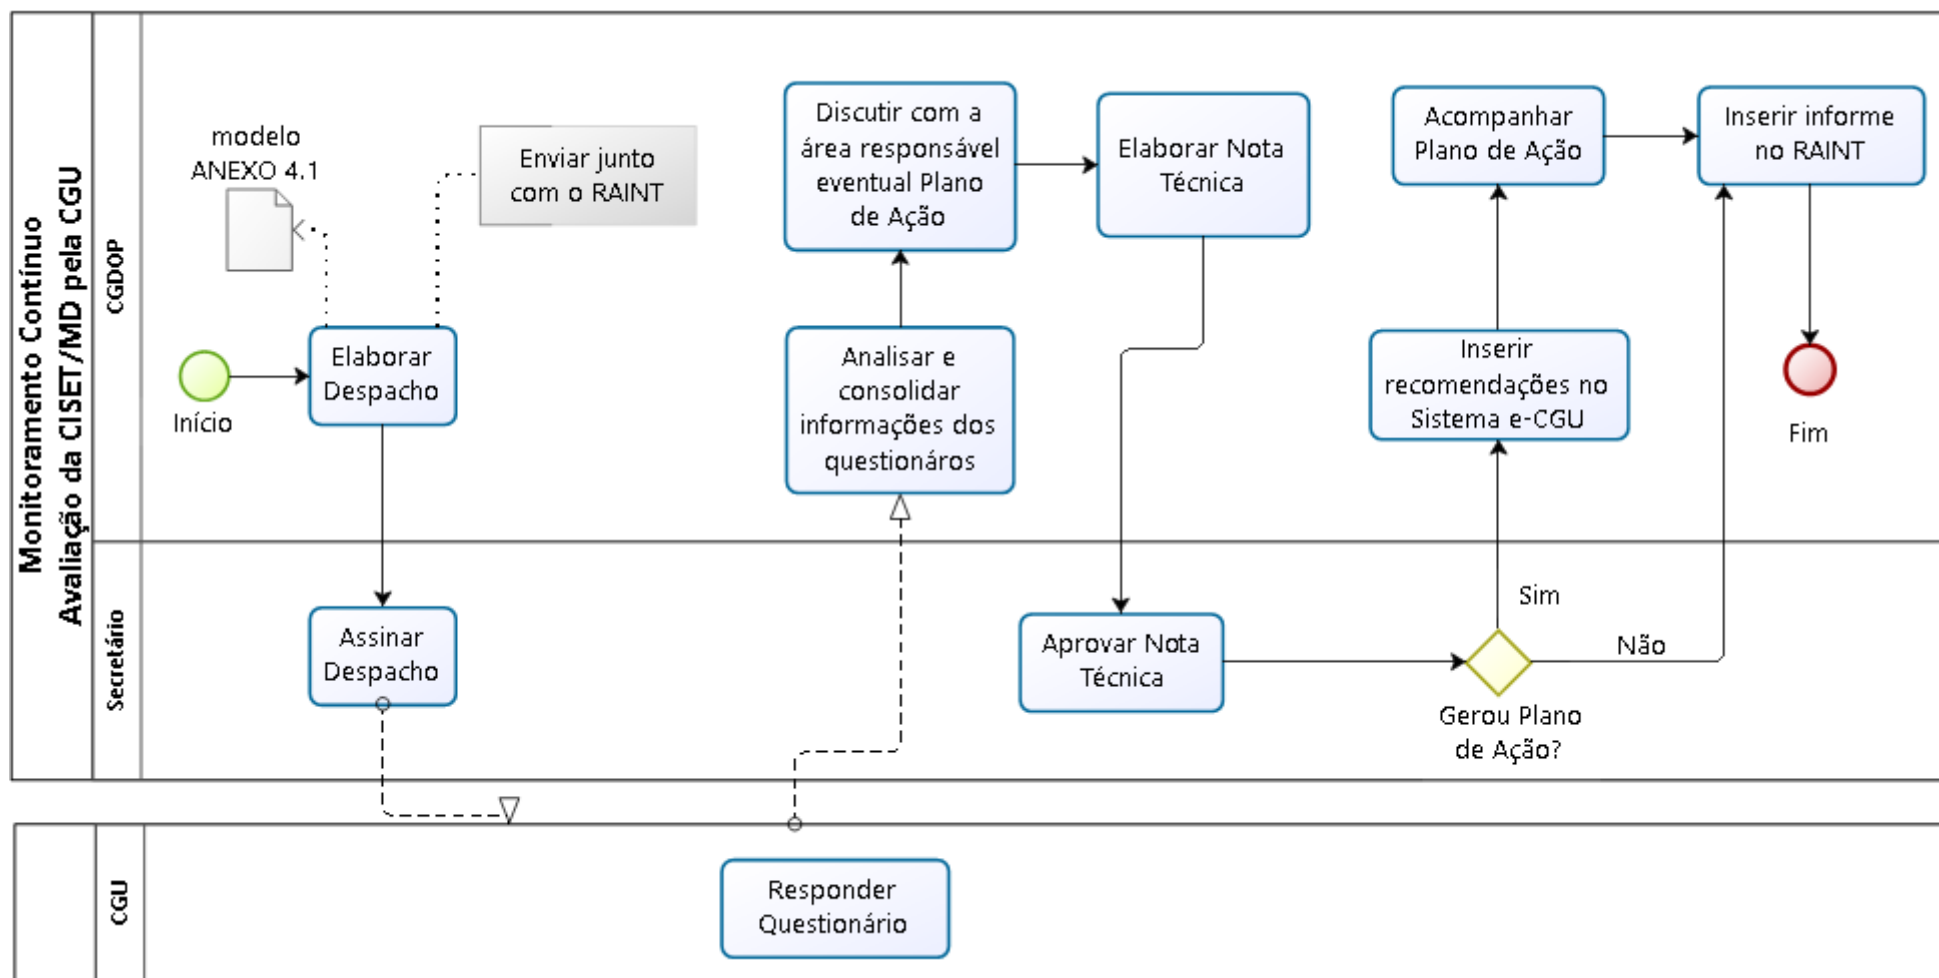 Monitoramento Contínuo
Avaliação da CISET/MD pela CGU
CGDOP
modelo
ANEXO 4.1
Enviar junto
com o RAINT
Início
Elaborar
Despacho
Discutir com a
área responsável
eventual Plano
de Ação
Elaborar Nota
Técnica
Analisar e
consolidar
informações dos
questionáros
Acompanhar
Plano de Ação
Inserir informe
no RAINT
Inserir
recomendações no
Sistema e-CGU
Fim
Secretário
Assinar
Despacho
Aprovar Nota
Técnica
Sim
Não
Gerou Plano
de Ação?
CGU
Responder
Questionário